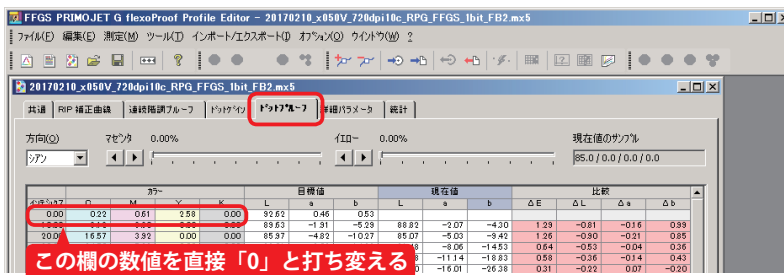 FFGS PRIMOJET G flexoProof Profile Editor - 20170210_x050V_720dpi10c_RPG_FFGS_1bit_FB2.mx5
ファイル(F) 編集(E) 測定(M) ツール(T) インポート/エクスポート(I) オプション(O) ウインドウ(W) ?
20170210_x050V_720dpi10c_RPG_FFGS_1bit_FB2.mx5
共通 RIP 補正曲線 連続階調プルーフ ドットゲイン ドットプルーフ 詳細パラメータ 統計
方向(O) マゼンタ 0.00% イエロー 0.00% 現在値のサンプル
シアン 85.0 / 0.0 / 0.0 / 0.0
カラー 目標値 現在値 比較
インデックス C M Y K L a b L a b ΔE ΔL Δa Δb
0.00 0.22 0.61 2.58 0.00 92.62 0.46 0.53
0.00 89.53 -1.91 -5.29 88.82 -2.07 -4.30 1.29 -0.81 -0.16 0.99
20.00 16.57 3.92 0.00 0.00 85.97 -4.82 -10.27 85.07 -5.03 -9.42 1.26 -0.90 -0.21 0.85
-8.06 -14.53 0.64 -0.53 -0.04 0.36
-11.14 -18.83 0.58 -0.36 -0.14 0.43
-16.01 -26.38 0.31 -0.22 0.07 -0.20
この欄の数値を直接「0」と打ち変える